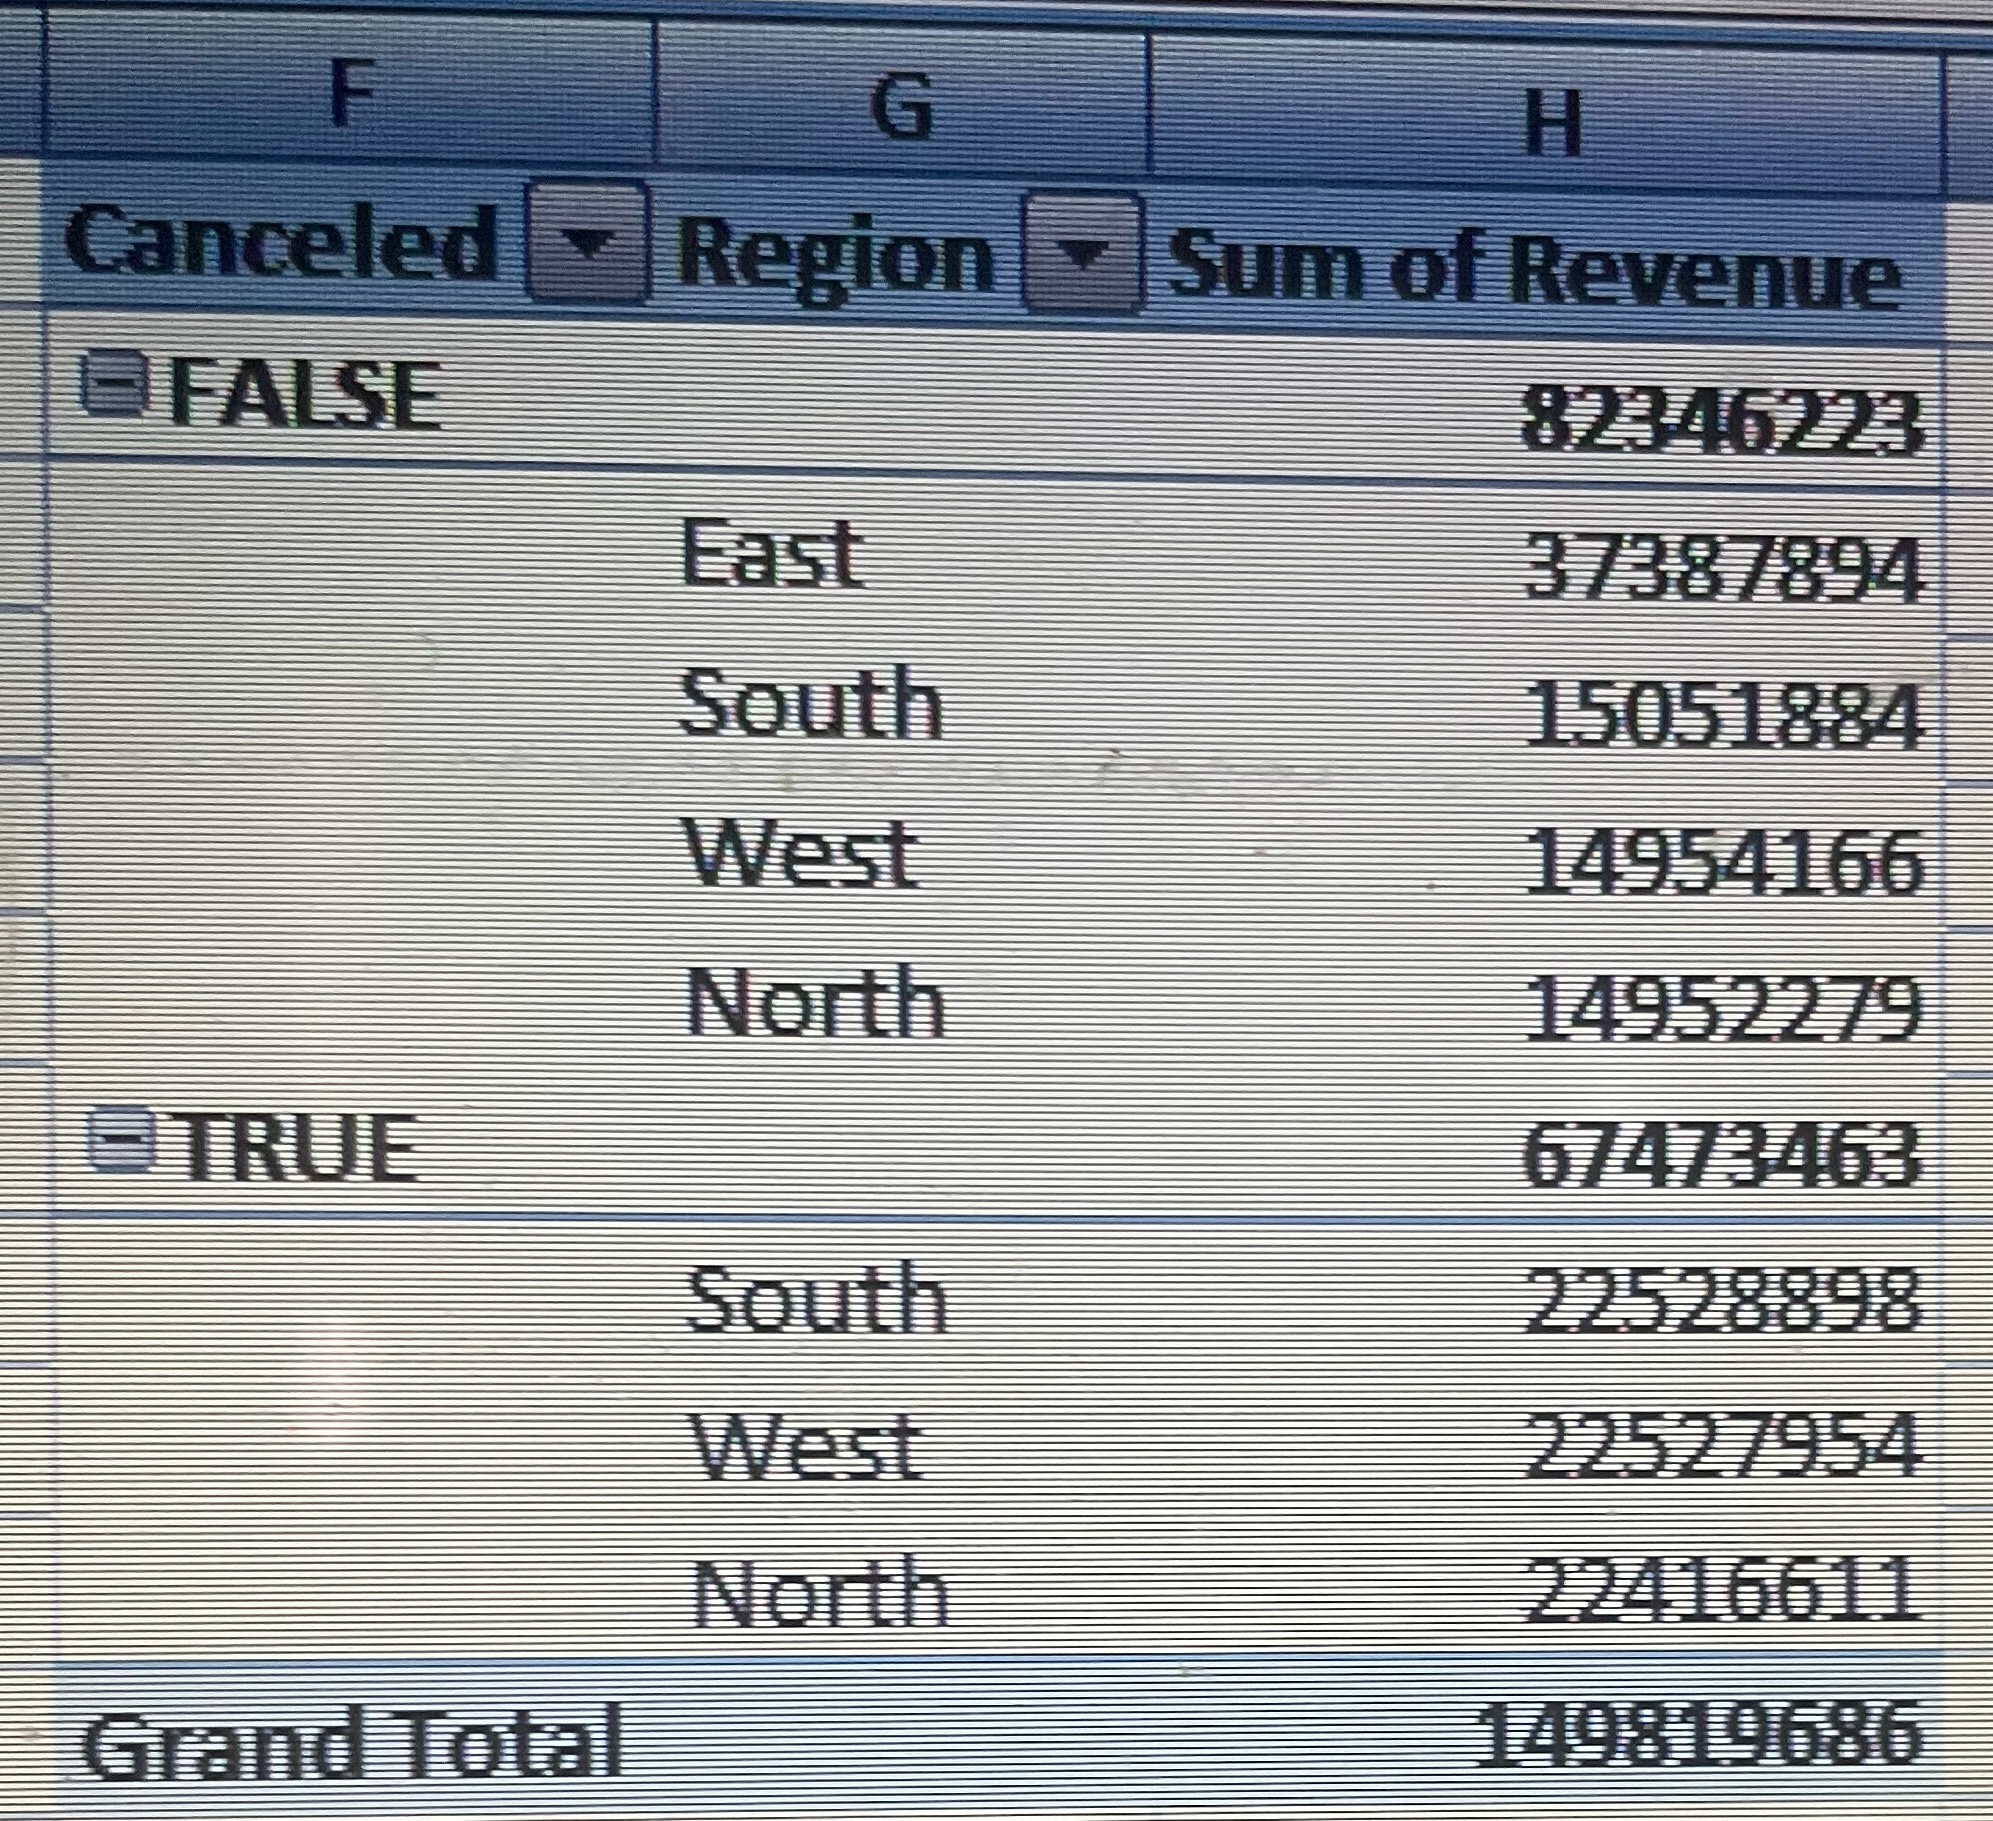 F G H
Canceled Region Sum of Revenue
FALSE 82346223
East 37387894
South 15051884
West 14954166
North 14952279
TRUE 67473463
South 22528898
West 22527954
North 22416611
Grand Total 149819686